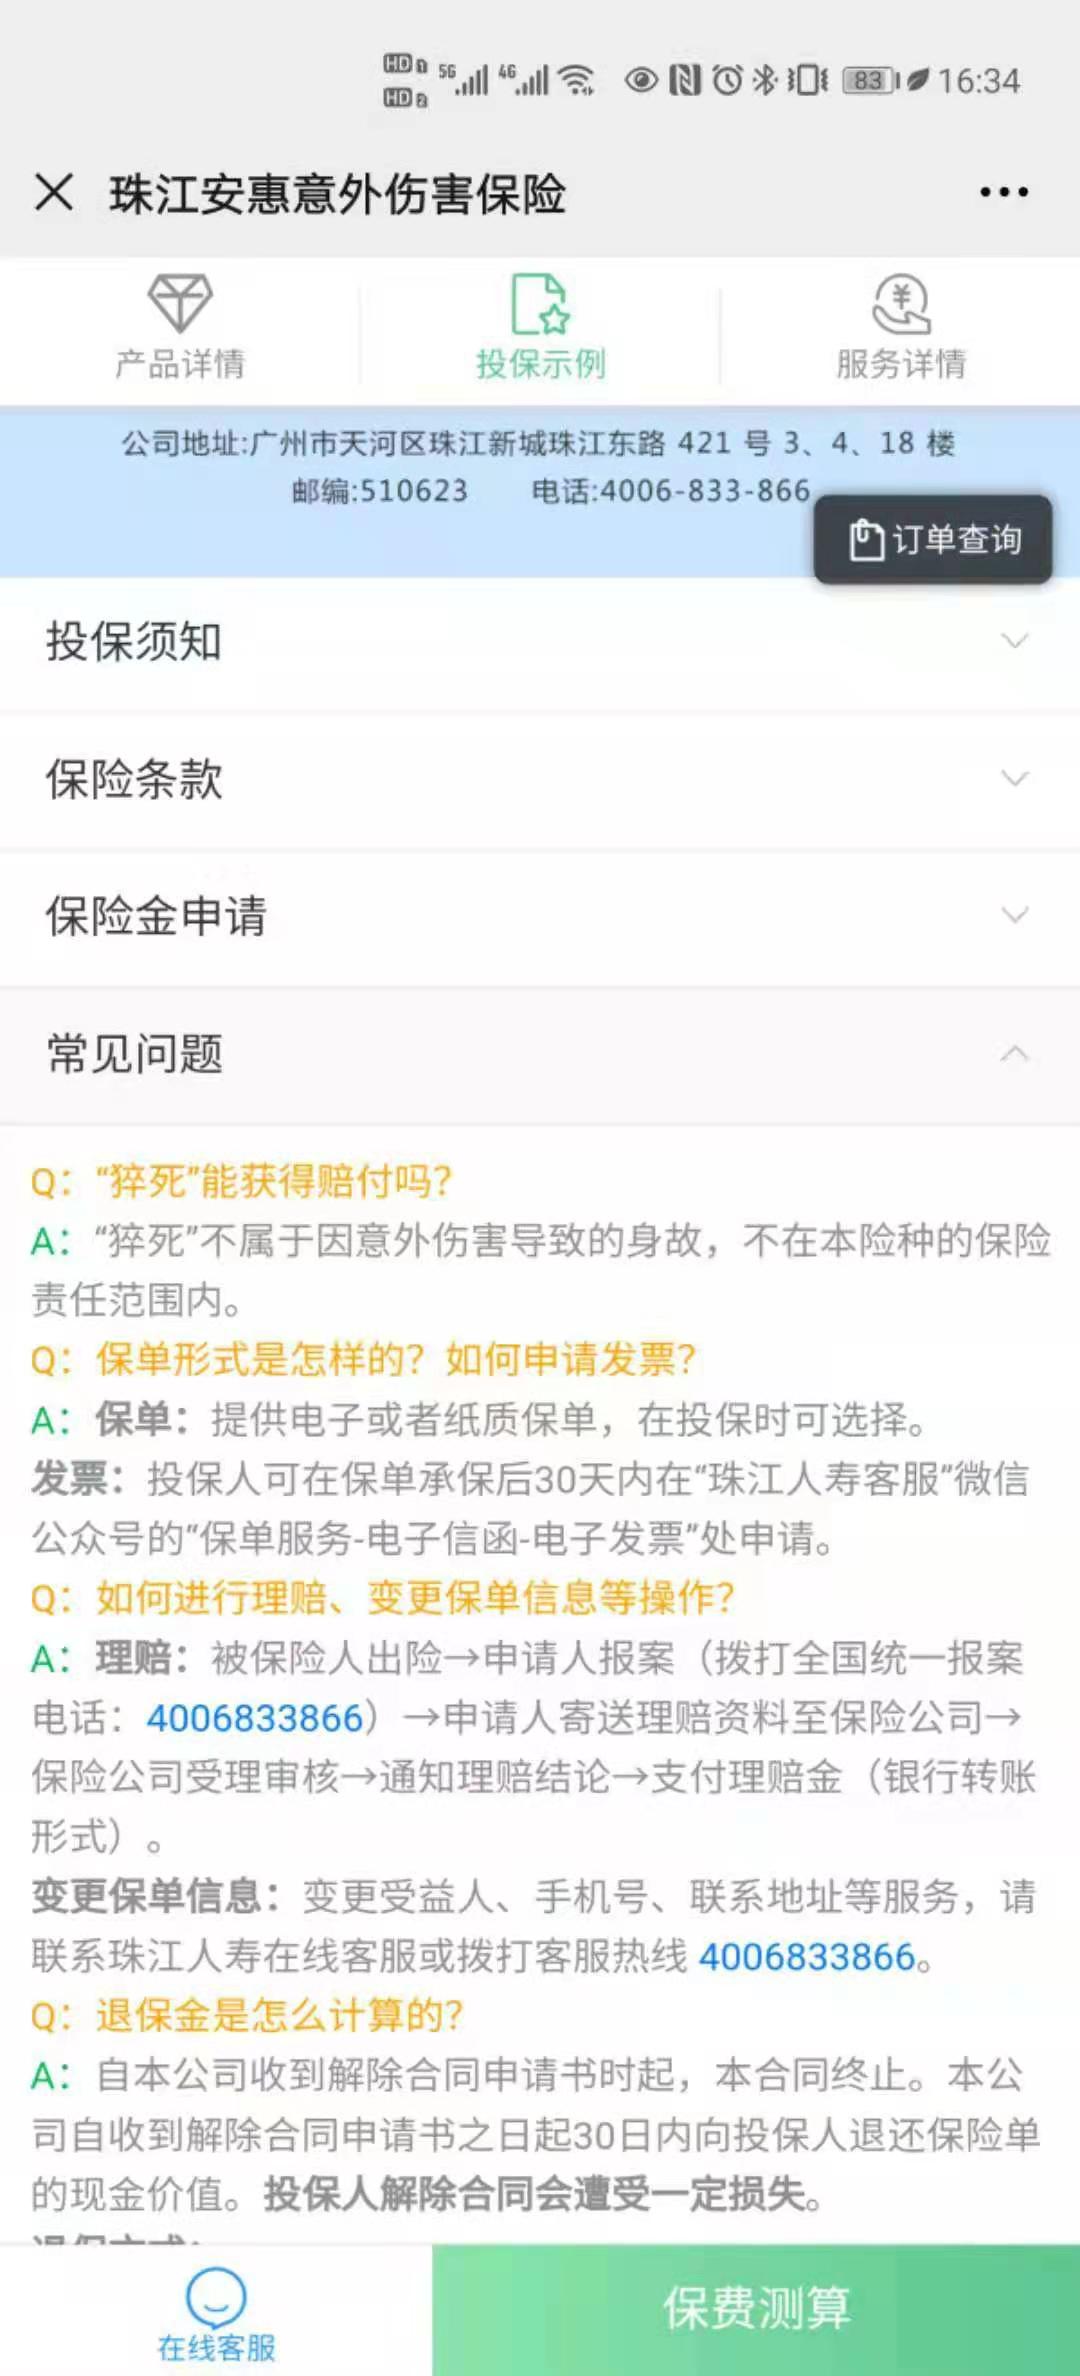 HD 1 5G 4G 83 16:34
HD 2
珠江安惠意外伤害保险
产品详情 投保示例 服务详情
公司地址:广州市天河区珠江新城珠江东路 421 号 3、4、18 楼
邮编:510623 电话:4006-833-866
订单查询
投保须知
保险条款
保险金申请
常见问题
Q：“猝死”能获得赔付吗？
A：“猝死”不属于因意外伤害导致的身故，不在本险种的保险
责任范围内。
Q：保单形式是怎样的？如何申请发票？
A：保单：提供电子或者纸质保单，在投保时可选择。
发票：投保人可在保单承保后30天内在“珠江人寿客服”微信
公众号的“保单服务-电子信函-电子发票”处申请。
Q：如何进行理赔、变更保单信息等操作？
A：理赔：被保险人出险→申请人报案（拨打全国统一报案
电话：4006833866）→申请人寄送理赔资料至保险公司→
保险公司受理审核→通知理赔结论→支付理赔金（银行转账
形式）。
变更保单信息：变更受益人、手机号、联系地址等服务，请
联系珠江人寿在线客服或拨打客服热线 4006833866。
Q：退保金是怎么计算的？
A：自本公司收到解除合同申请书时起，本合同终止。本公
司自收到解除合同申请书之日起30日内向投保人退还保险单
的现金价值。投保人解除合同会遭受一定损失。
在线客服 保费测算